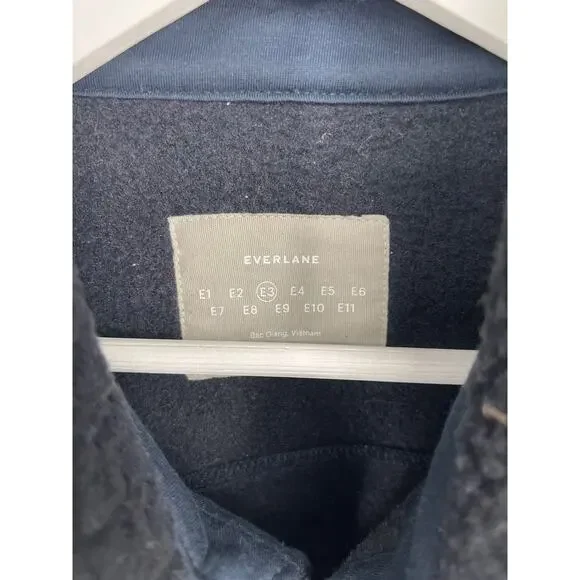 EVERLANE
E1 E2 E3 E4 E5 E6
E7 E8 E9 E10 E11
Bac Giang, Vietnam